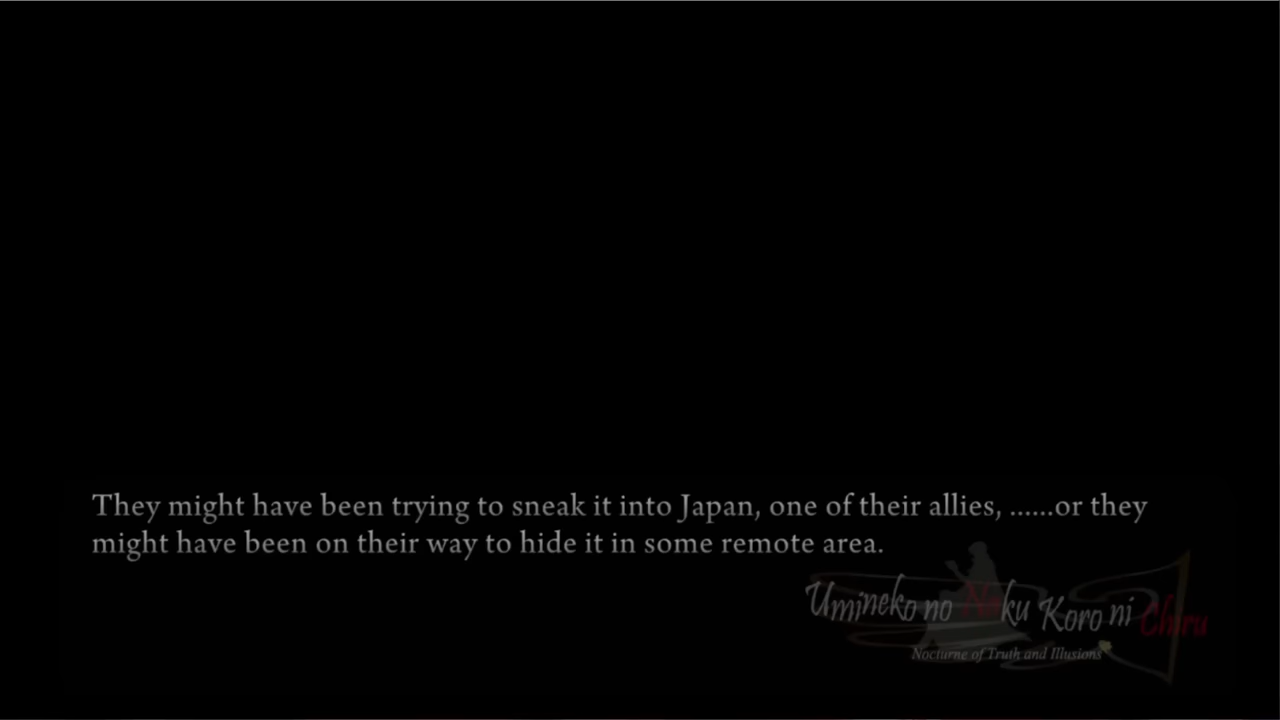 They might have been trying to sneak it into Japan, one of their allies, ......or they
might have been on their way to hide it in some remote area.
Umineko no Naku Koro ni Chiru
Nocturne of Truth and Illusions